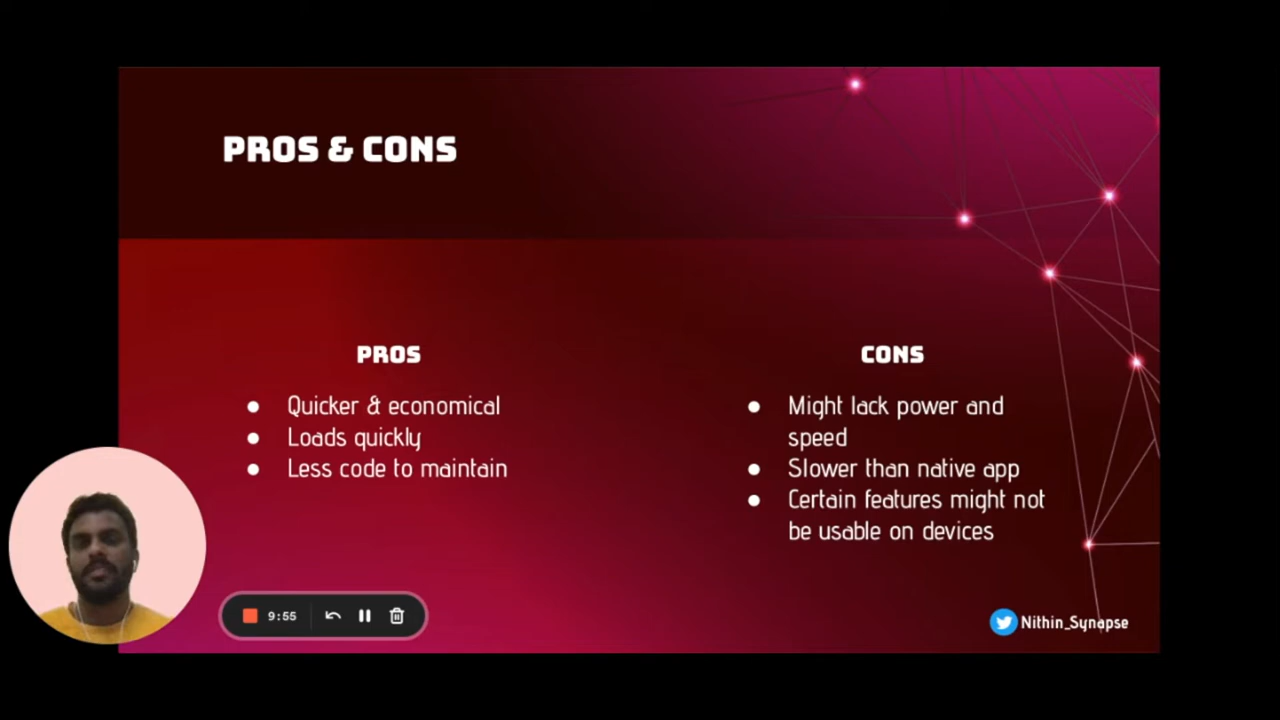 PROS & CONS
PROS
Quicker & economical
Loads quickly
Less code to maintain
CONS
Might lack power and
speed
Slower than native app
Certain features might not
be usable on devices
9:55
Nithin_Synapse